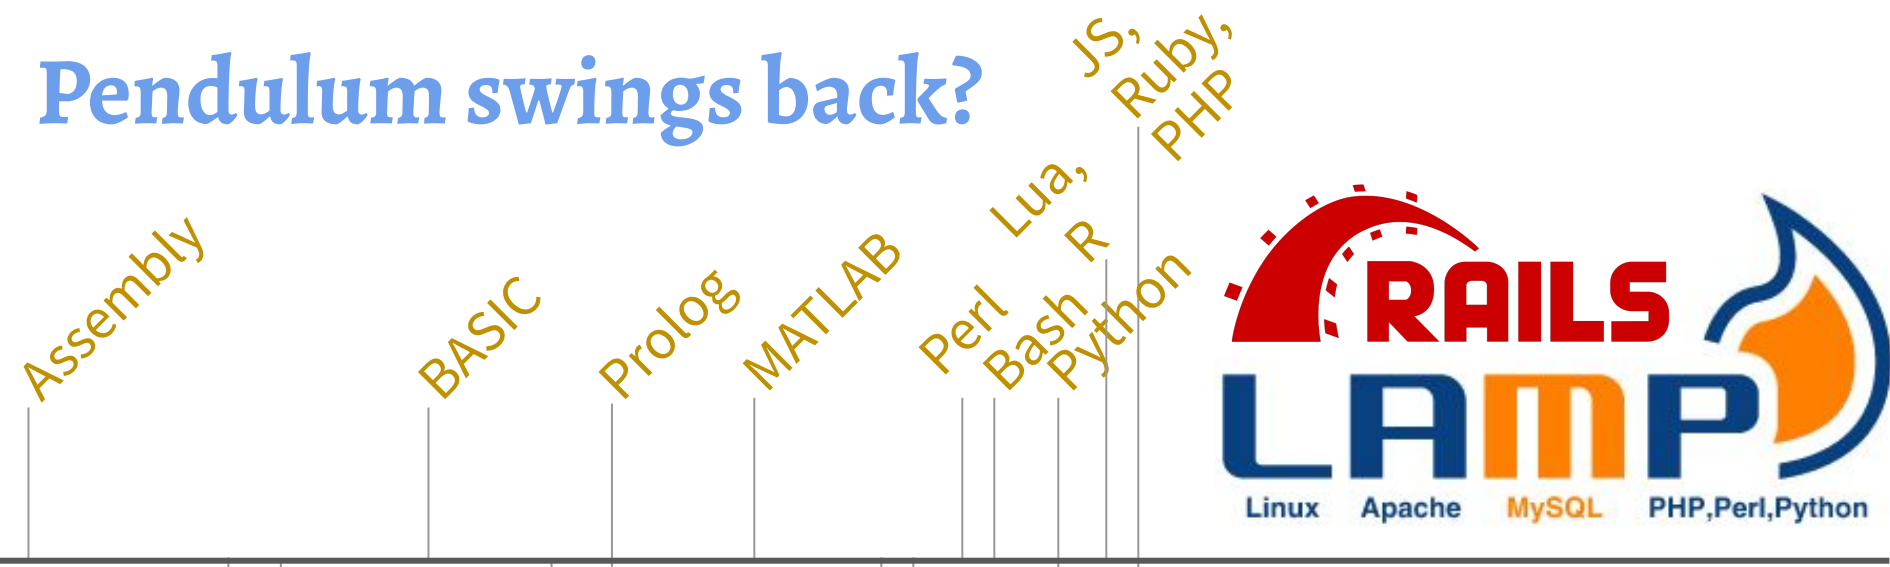 Pendulum swings back?
Assembly
BASIC
Prolog
MATLAB
Perl
Bash
Python
Lua,
R
JS,
Ruby,
PHP
RAILS
LAMP
Linux Apache MySQL PHP,Perl,Python